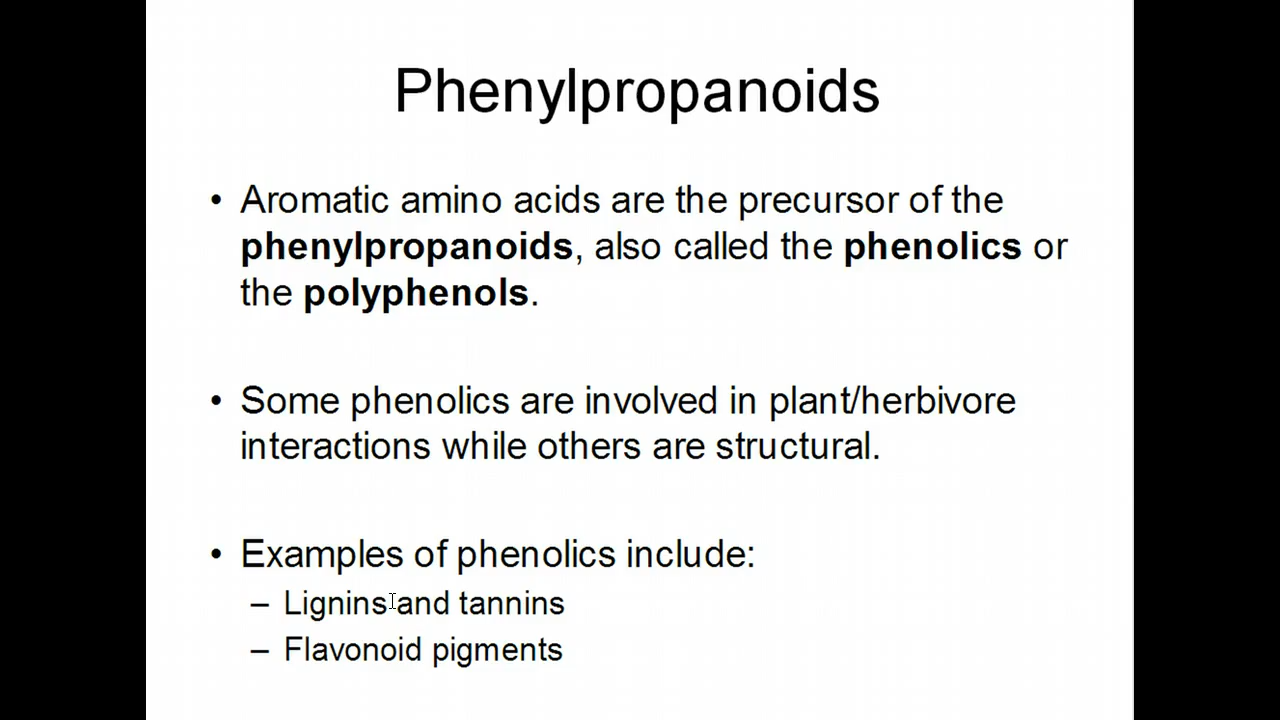 Phenylpropanoids
• Aromatic amino acids are the precursor of the
phenylpropanoids, also called the phenolics or
the polyphenols.
• Some phenolics are involved in plant/herbivore
interactions while others are structural.
• Examples of phenolics include:
– Lignins and tannins
– Flavonoid pigments